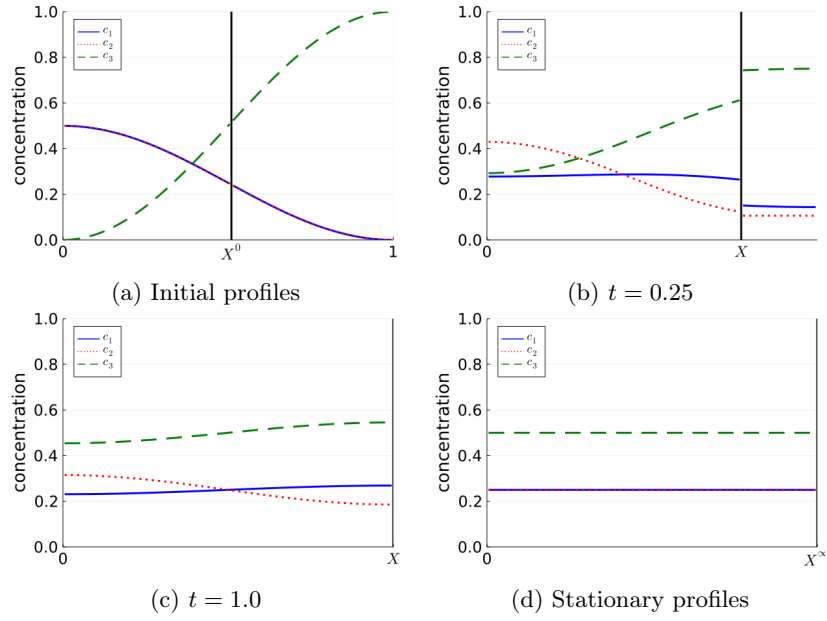 1.0
0.8
0.6
0.4
0.2
0.0
concentration
c₁
c₂
c₃
0
X⁰
1
(a) Initial profiles
1.0
0.8
0.6
0.4
0.2
0.0
concentration
c₁
c₂
c₃
0
X
(b) t = 0.25
1.0
0.8
0.6
0.4
0.2
0.0
concentration
c₁
c₂
c₃
0
X
(c) t = 1.0
1.0
0.8
0.6
0.4
0.2
0.0
concentration
c₁
c₂
c₃
0
X^∞
(d) Stationary profiles